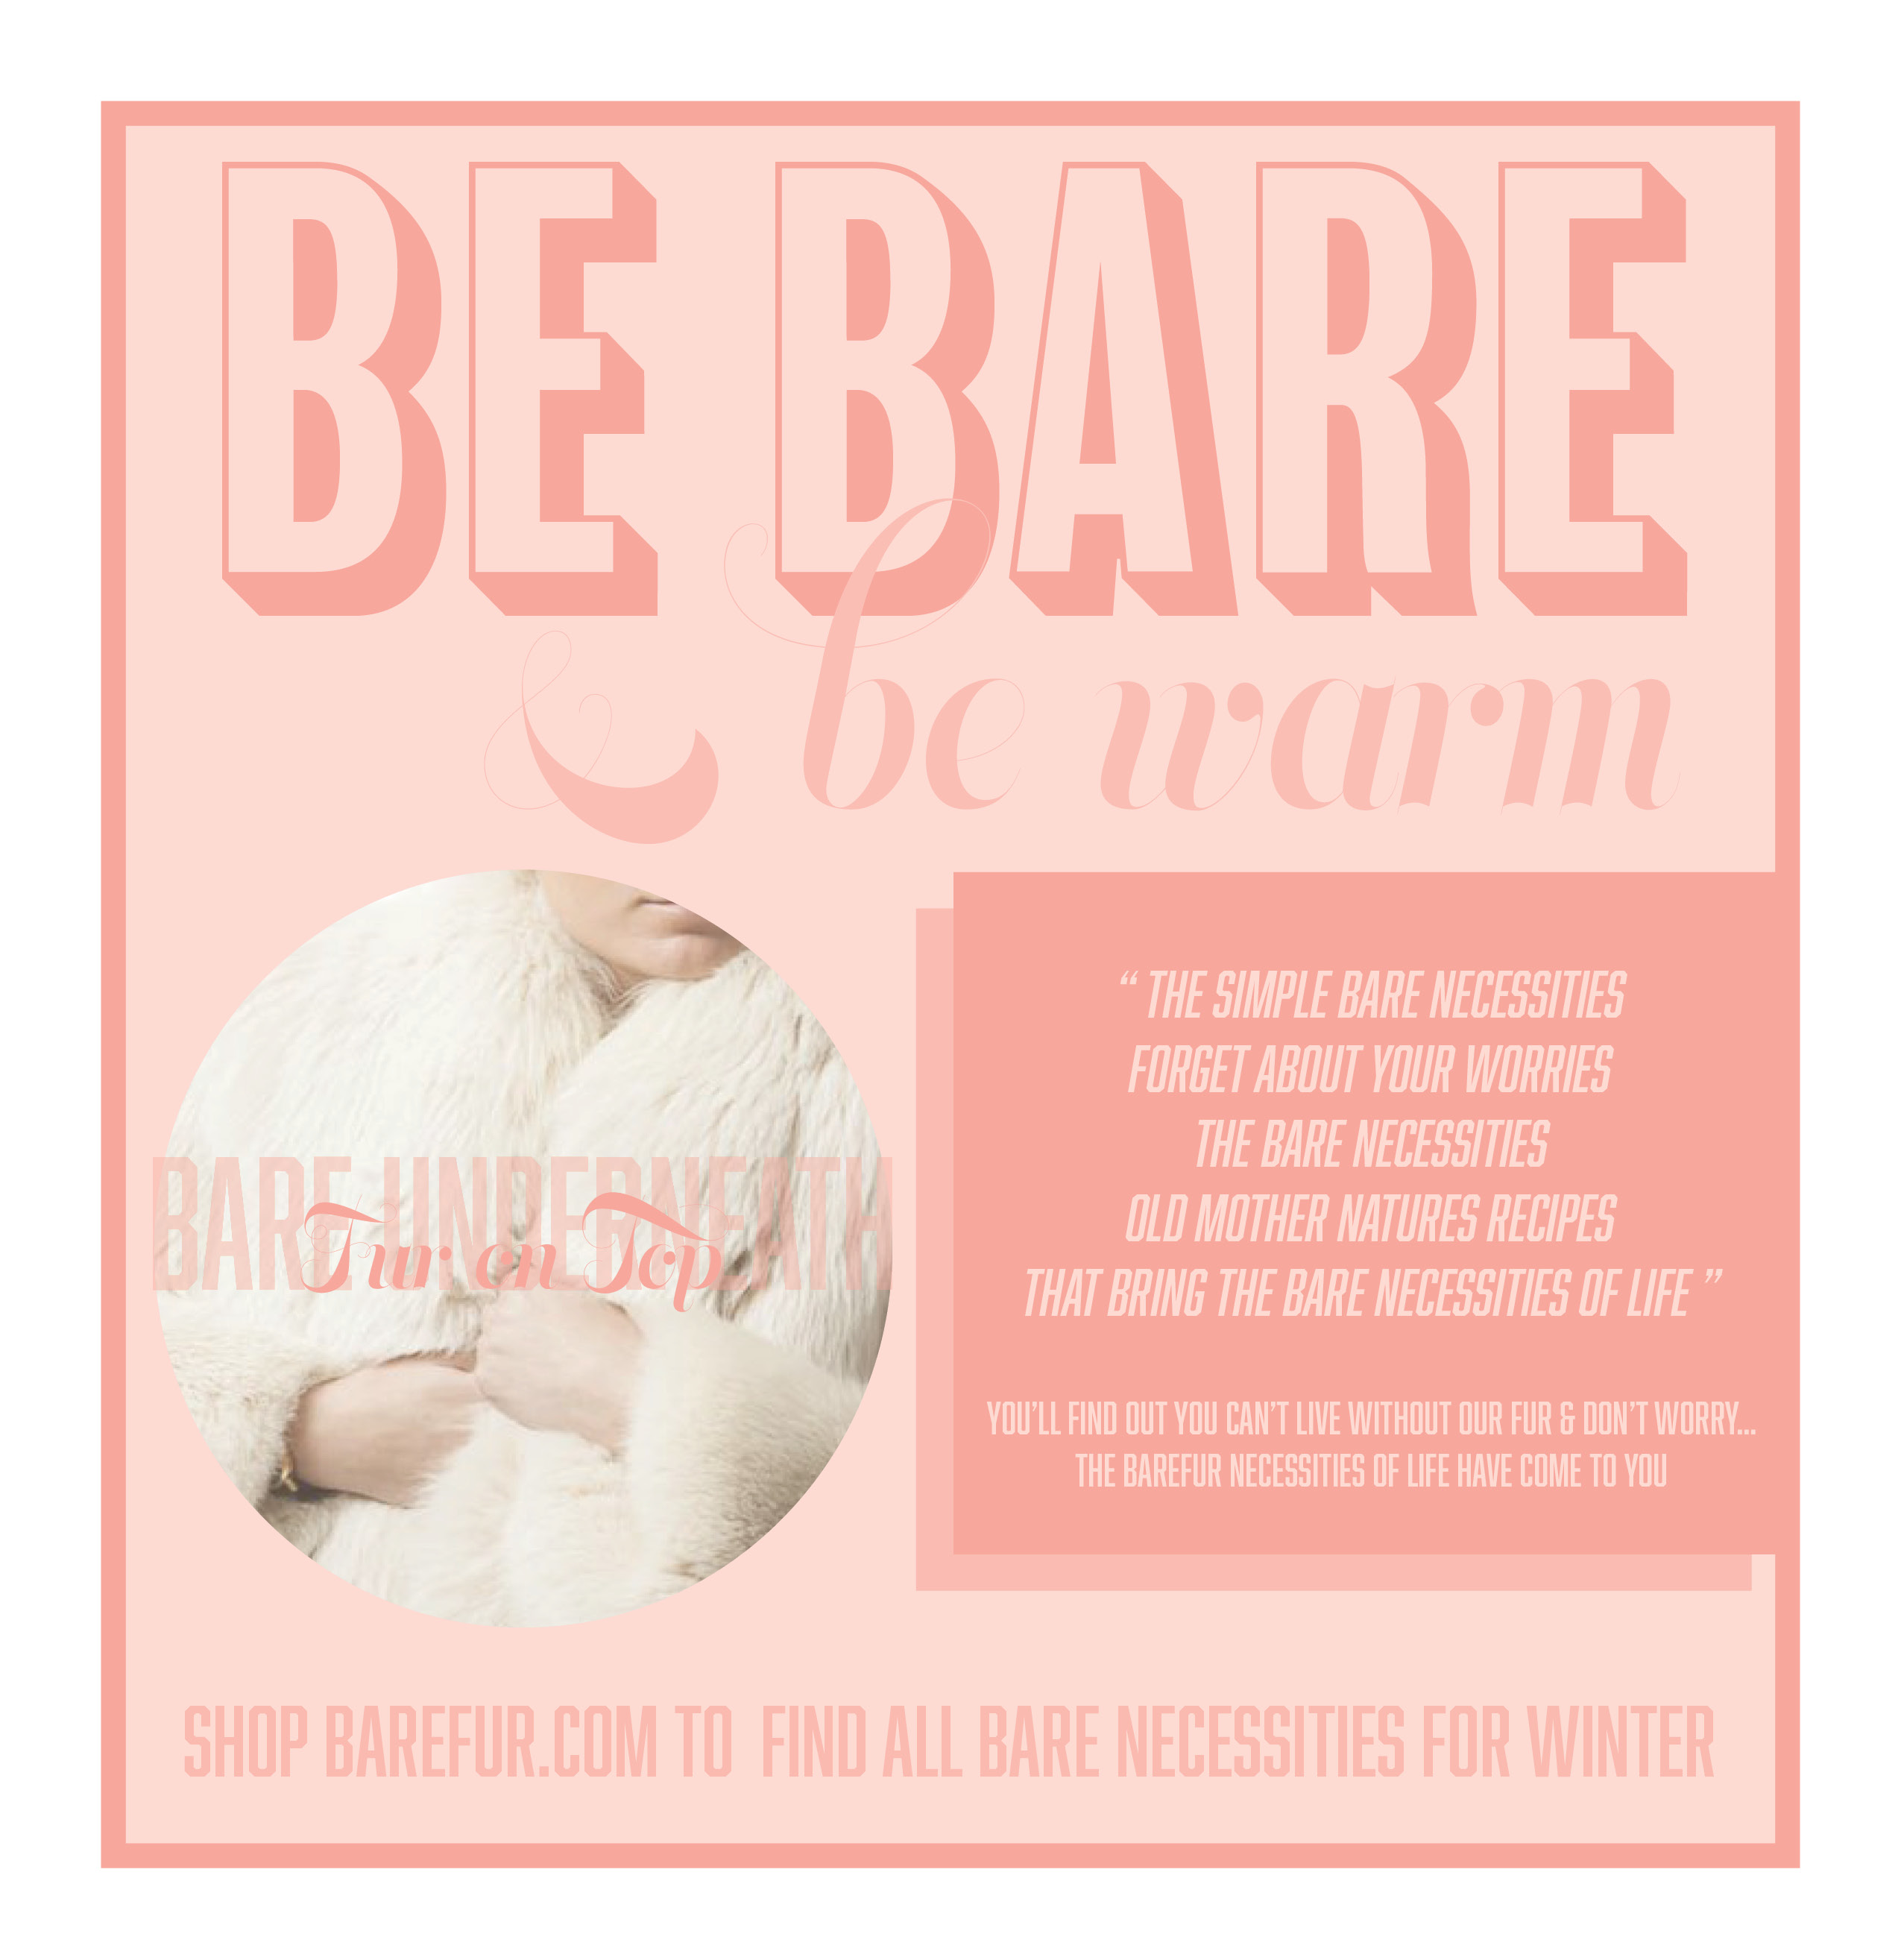 BE BARE
& be warm
BARE UNDERNEATH
Fur on Top
“ THE SIMPLE BARE NECESSITIES
FORGET ABOUT YOUR WORRIES
THE BARE NECESSITIES
OLD MOTHER NATURES RECIPES
THAT BRING THE BARE NECESSITIES OF LIFE ”
YOU’LL FIND OUT YOU CAN’T LIVE WITHOUT OUR FUR & DON’T WORRY...
THE BAREFUR NECESSITIES OF LIFE HAVE COME TO YOU
SHOP BAREFUR.COM TO FIND ALL BARE NECESSITIES FOR WINTER